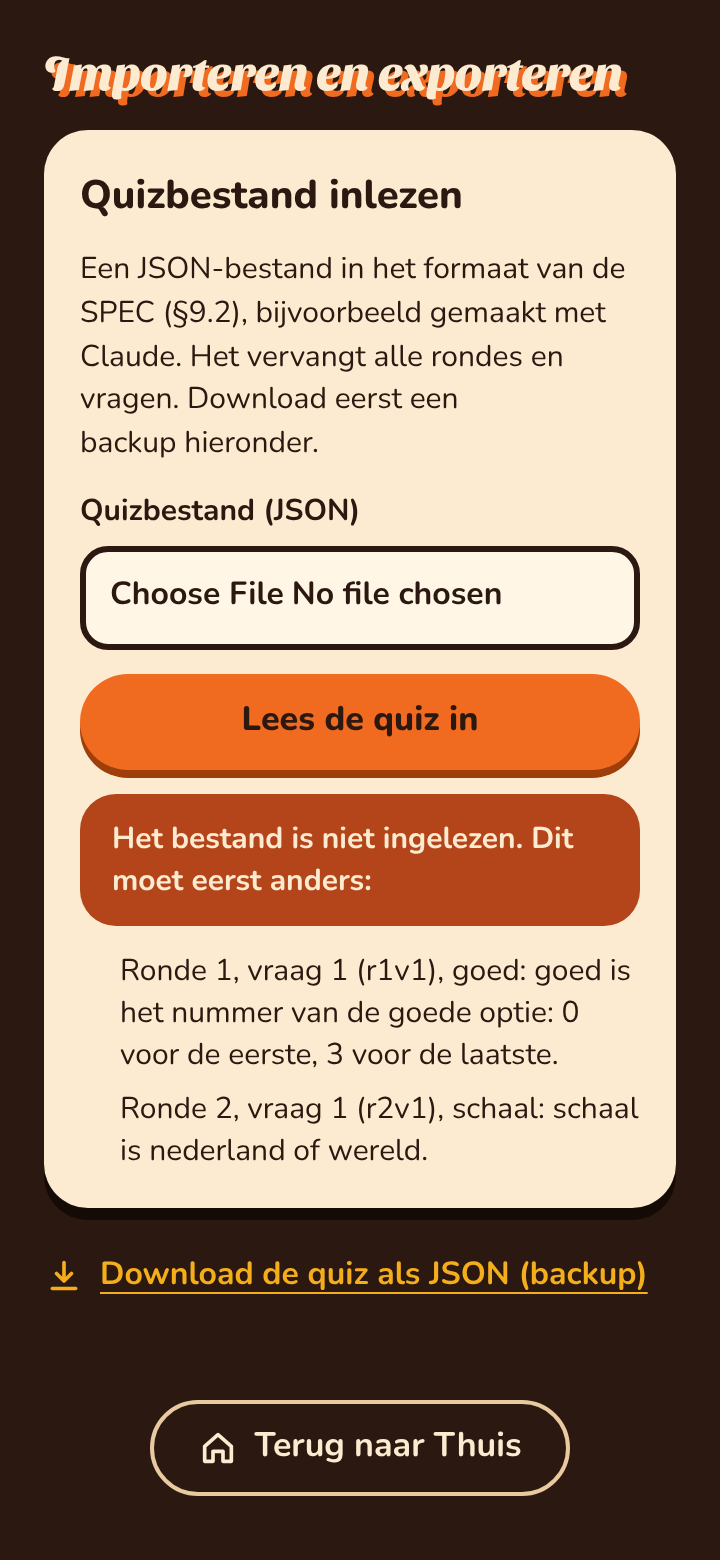 Importeren en exporteren
Quizbestand inlezen
Een JSON-bestand in het formaat van de
SPEC (§9.2), bijvoorbeeld gemaakt met
Claude. Het vervangt alle rondes en
vragen. Download eerst een
backup hieronder.
Quizbestand (JSON)
Choose File No file chosen
Lees de quiz in
Het bestand is niet ingelezen. Dit
moet eerst anders:
Ronde 1, vraag 1 (r1v1), goed: goed is
het nummer van de goede optie: 0
voor de eerste, 3 voor de laatste.
Ronde 2, vraag 1 (r2v1), schaal: schaal
is nederland of wereld.
Download de quiz als JSON (backup)
Terug naar Thuis